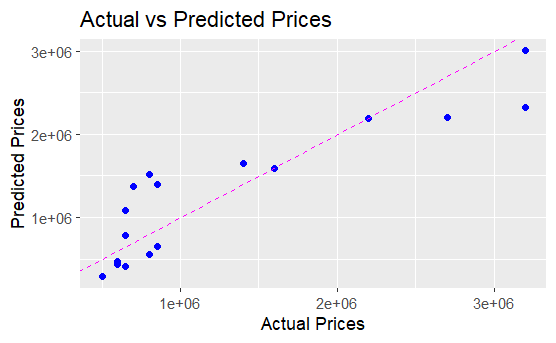 Actual vs Predicted Prices
3e+06
2e+06
1e+06
Predicted Prices
1e+06 2e+06 3e+06
Actual Prices